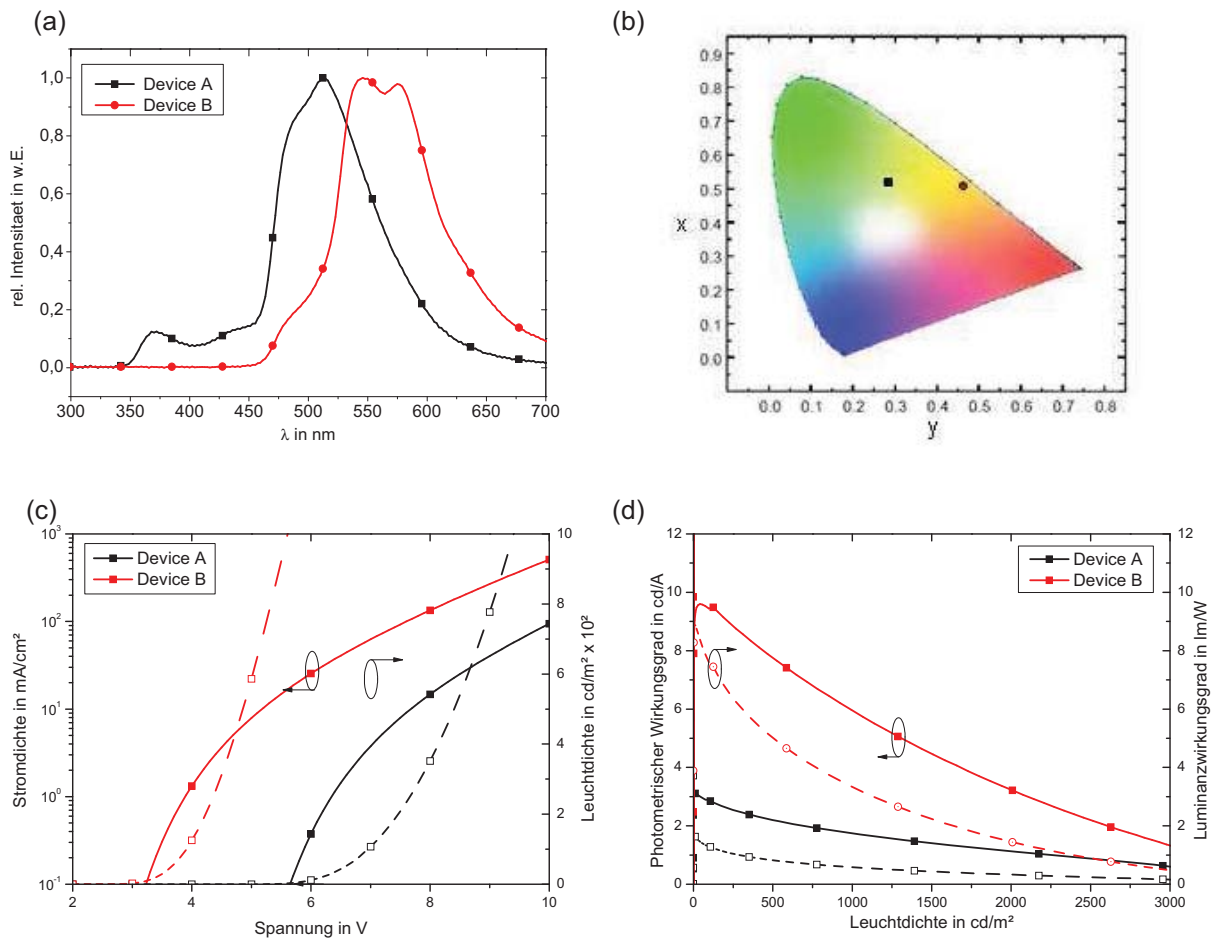 (a)
Device A
Device B
rel. Intensitaet in w.E.
1,0
0,8
0,6
0,4
0,2
0,0
300 350 400 450 500 550 600 650 700
λ in nm
(b)
x
0.9
0.8
0.7
0.6
0.5
0.4
0.3
0.2
0.1
0.0
0.0 0.1 0.2 0.3 0.4 0.5 0.6 0.7 0.8
y
(c)
Device A
Device B
Stromdichte in mA/cm²
10³
10²
10¹
10⁰
10⁻¹
2 4 6 8 10
Spannung in V
10
8
6
4
2
0
Leuchtdichte in cd/m² x 10²
(d)
Device A
Device B
Photometrischer Wirkungsgrad in cd/A
12
10
8
6
4
2
0
0 500 1000 1500 2000 2500 3000
Leuchtdichte in cd/m²
12
10
8
6
4
2
0
Luminanzwirkungsgrad in lm/W